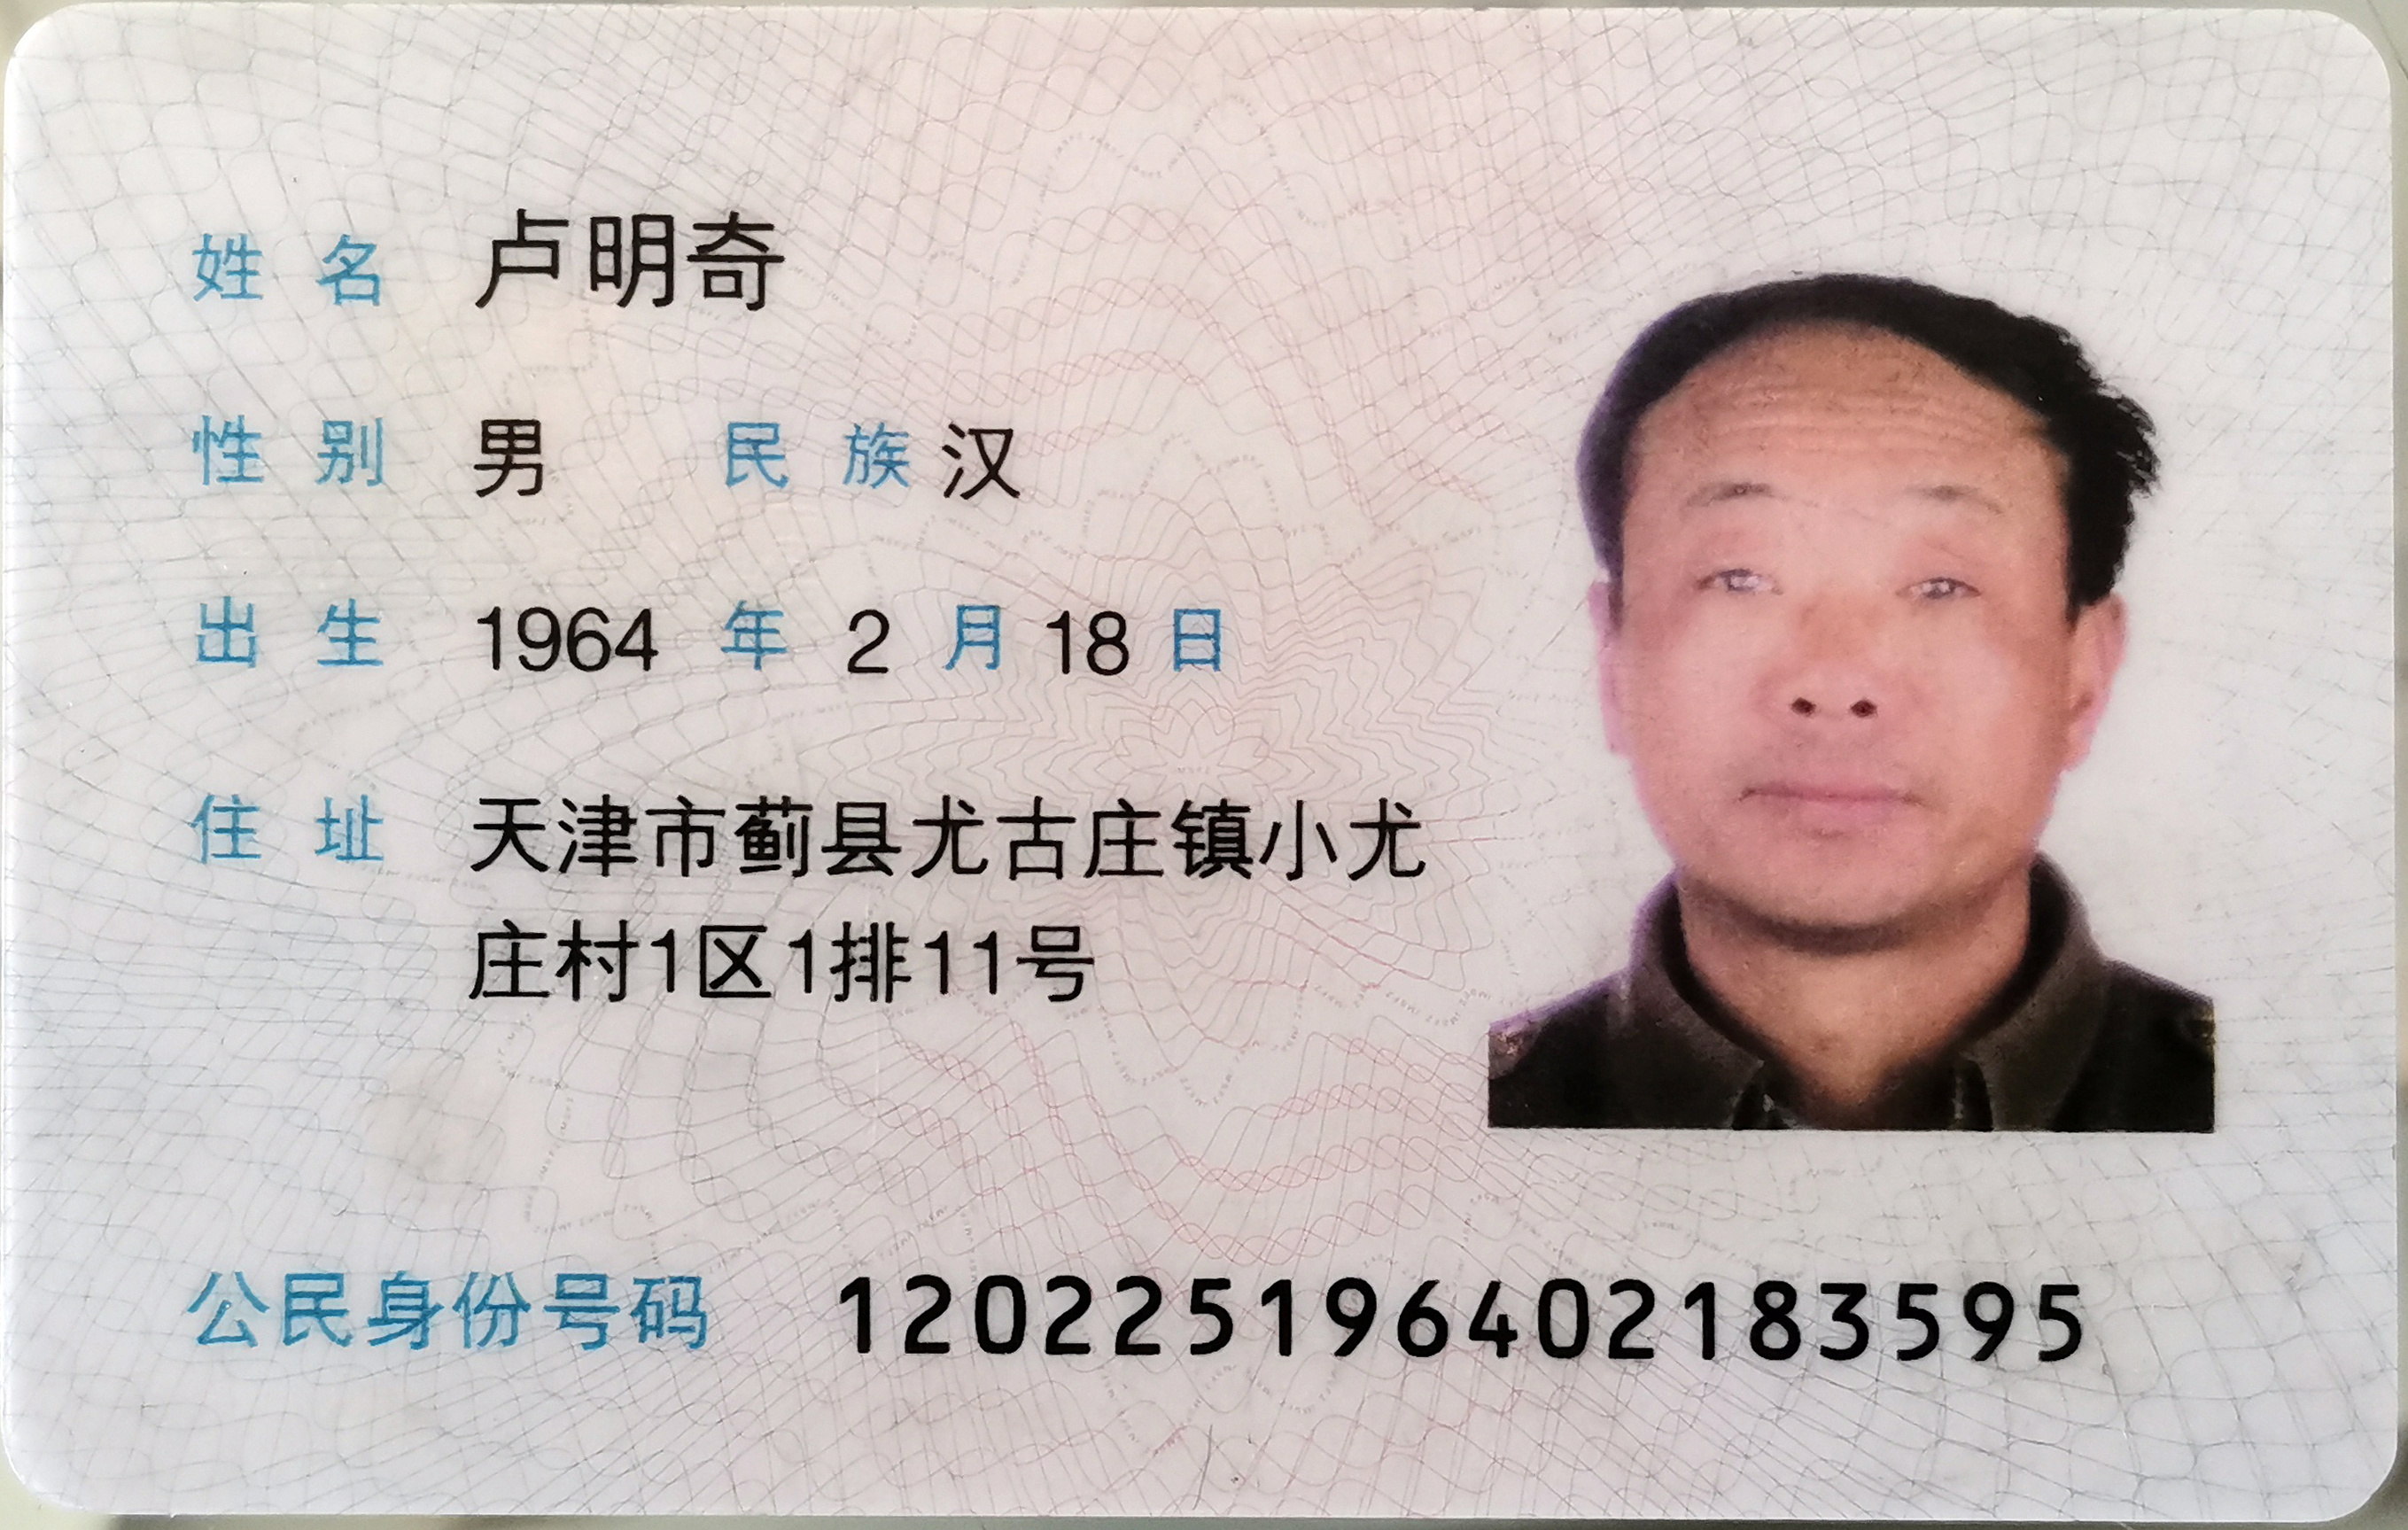 姓名 卢明奇
性别 男 民族 汉
出生 1964 年 2 月 18 日
住址 天津市蓟县尤古庄镇小尤
庄村1区1排11号
公民身份号码 120225196402183595